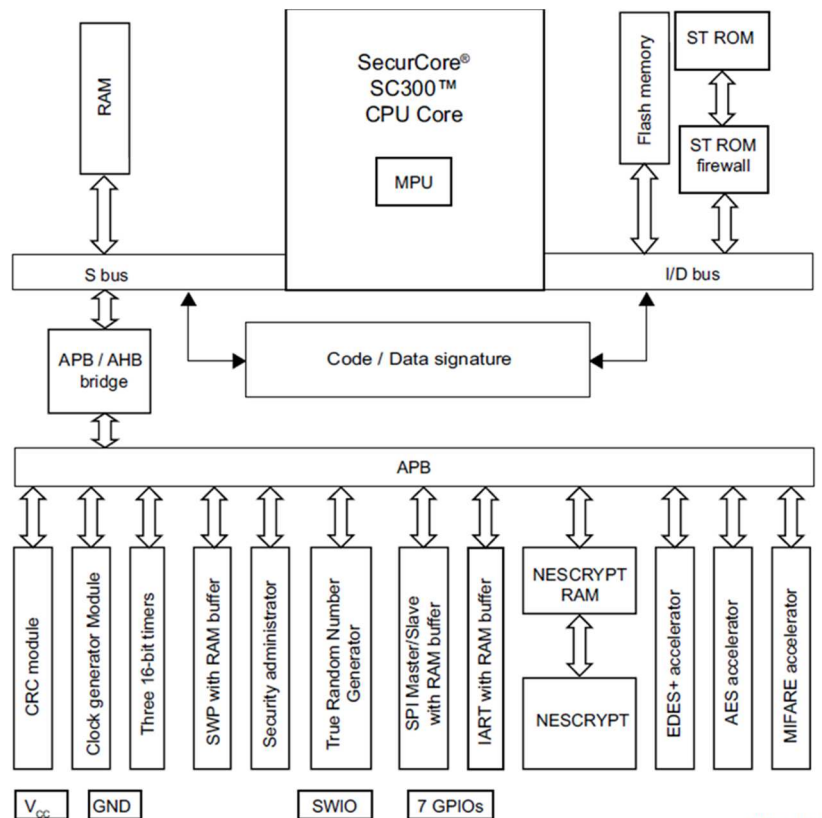 RAM
SecurCore®
SC300™
CPU Core
MPU
Flash memory
ST ROM
ST ROM
firewall
S bus
I/D bus
APB / AHB
bridge
Code / Data signature
APB
CRC module
Clock generator Module
Three 16-bit timers
SWP with RAM buffer
Security administrator
True Random Number
Generator
SPI Master/Slave
with RAM buffer
IART with RAM buffer
NESCRYPT
RAM
NESCRYPT
EDES+ accelerator
AES accelerator
MIFARE accelerator
VCC
GND
SWIO
7 GPIOs